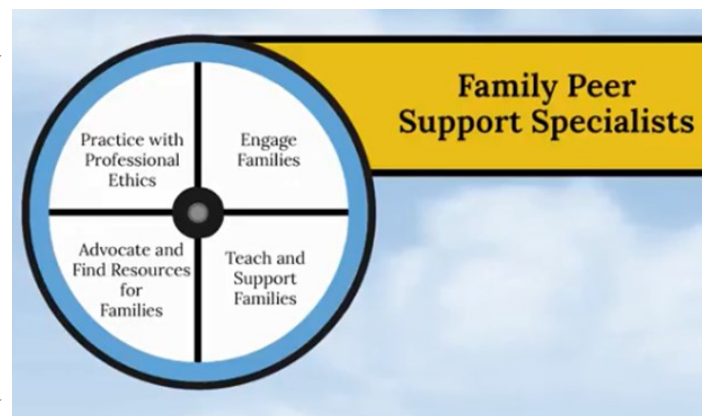 Family Peer
Support Specialists
Practice with
Professional
Ethics
Engage
Families
Advocate and
Find Resources
for
Families
Teach and
Support
Families